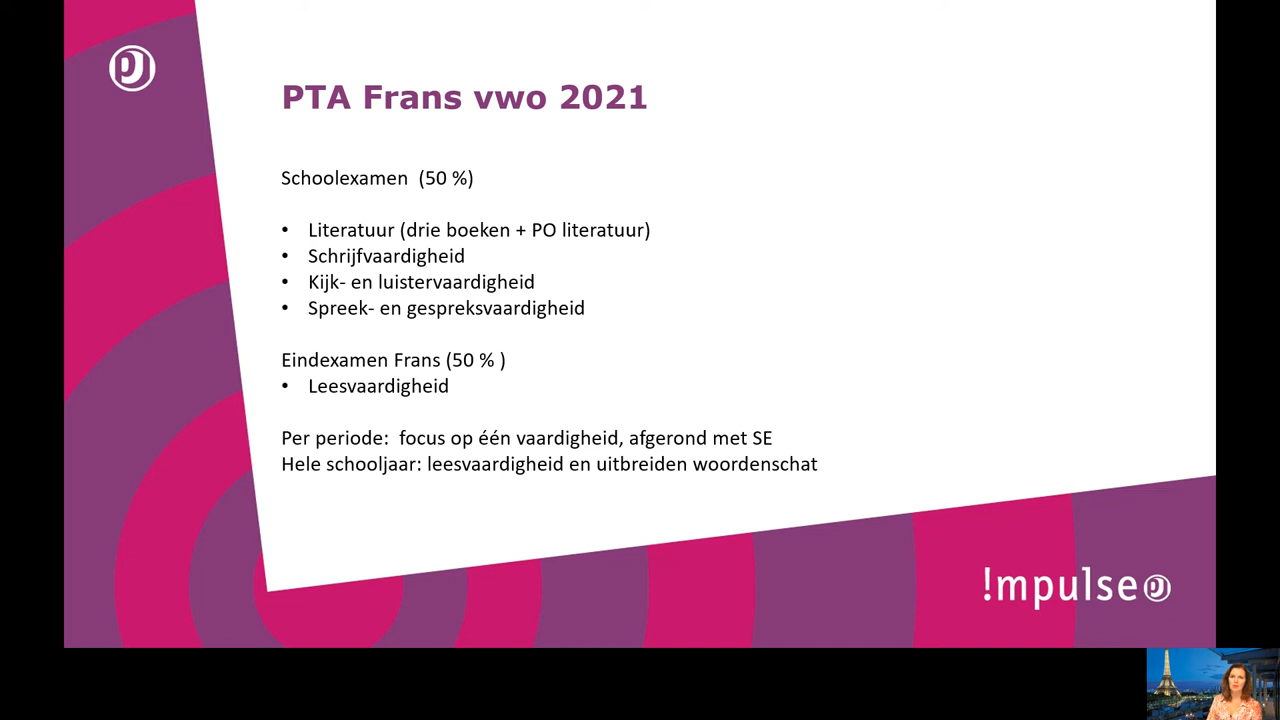 PTA Frans vwo 2021
Schoolexamen (50 %)
• Literatuur (drie boeken + PO literatuur)
• Schrijfvaardigheid
• Kijk- en luistervaardigheid
• Spreek- en gespreksvaardigheid
Eindexamen Frans (50 % )
• Leesvaardigheid
Per periode: focus op één vaardigheid, afgerond met SE
Hele schooljaar: leesvaardigheid en uitbreiden woordenschat
!mpulse